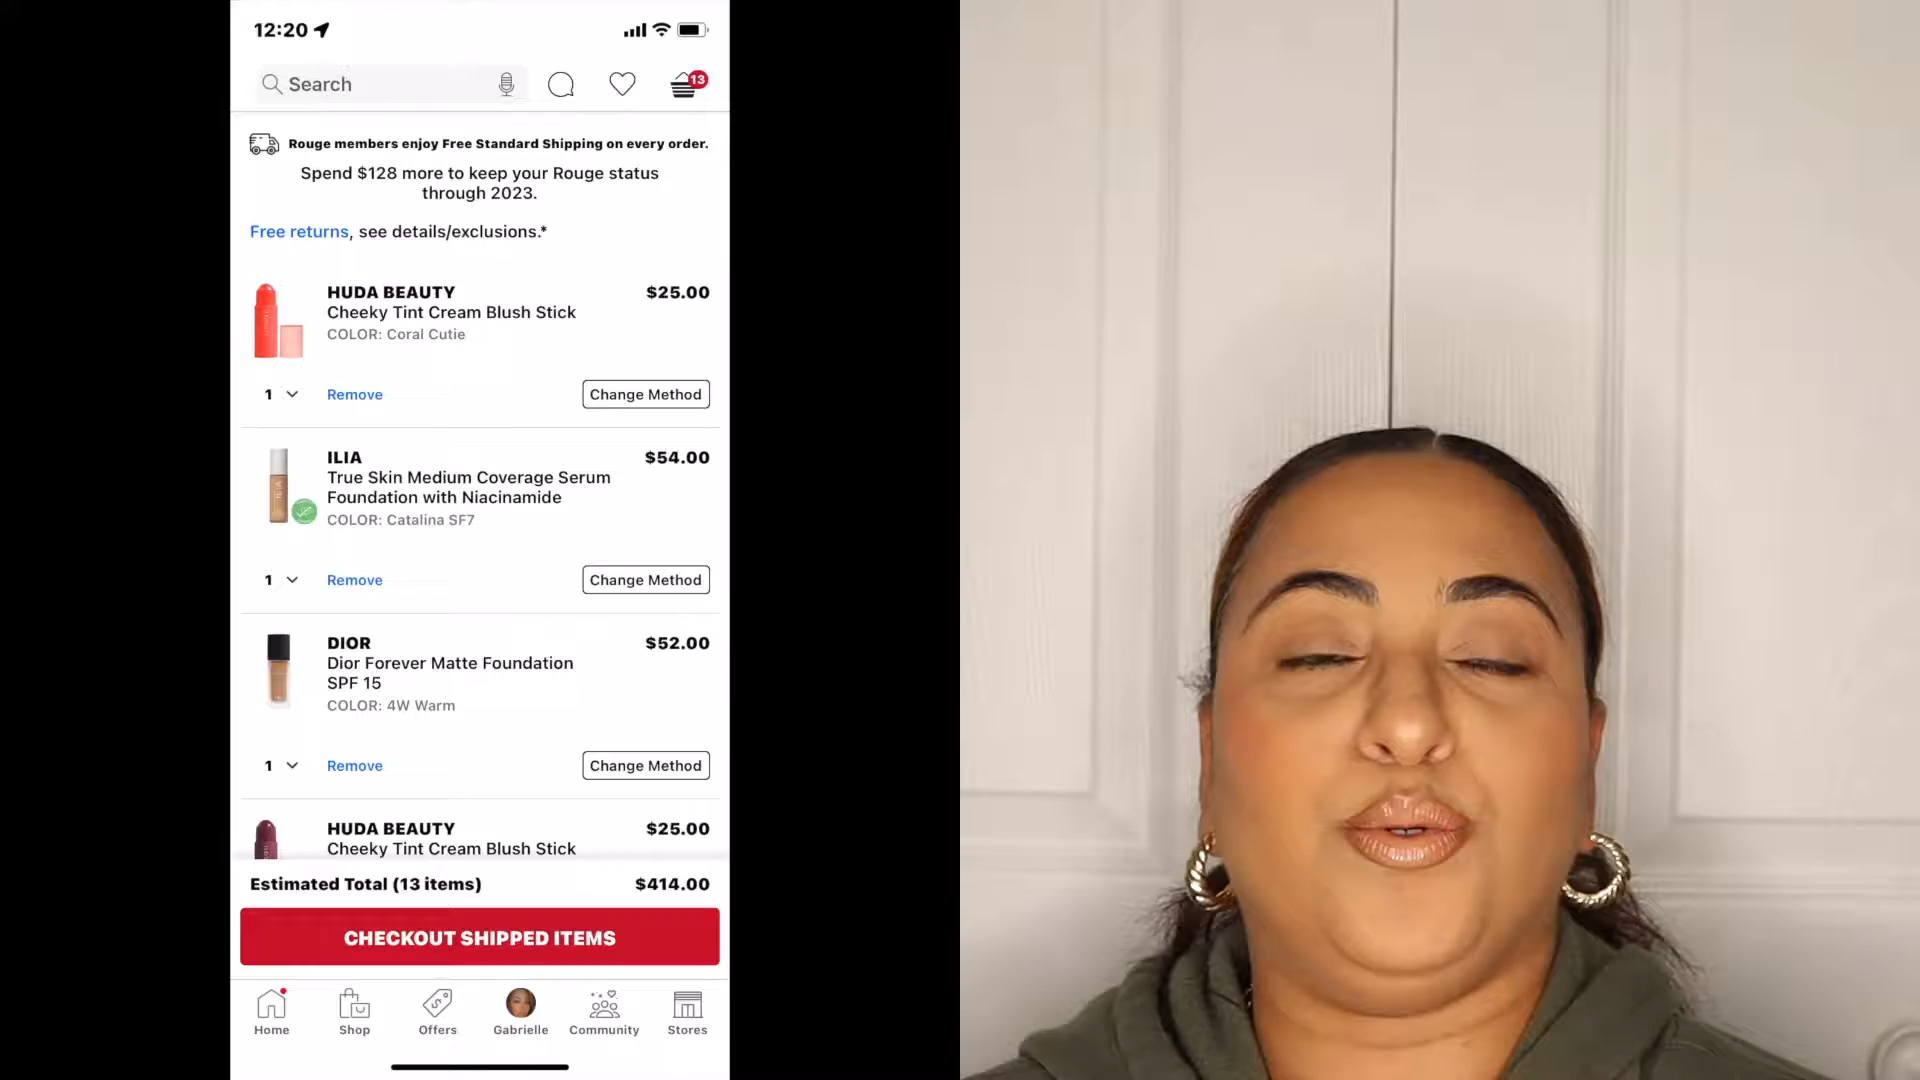 12:20
Search
13
Rouge members enjoy Free Standard Shipping on every order.
Spend $128 more to keep your Rouge status
through 2023.
Free returns, see details/exclusions.*
HUDA BEAUTY $25.00
Cheeky Tint Cream Blush Stick
COLOR: Coral Cutie
1 Remove Change Method
ILIA $54.00
True Skin Medium Coverage Serum
Foundation with Niacinamide
COLOR: Catalina SF7
1 Remove Change Method
DIOR $52.00
Dior Forever Matte Foundation
SPF 15
COLOR: 4W Warm
1 Remove Change Method
HUDA BEAUTY $25.00
Cheeky Tint Cream Blush Stick
Estimated Total (13 items) $414.00
CHECKOUT SHIPPED ITEMS
Home Shop Offers Gabrielle Community Stores